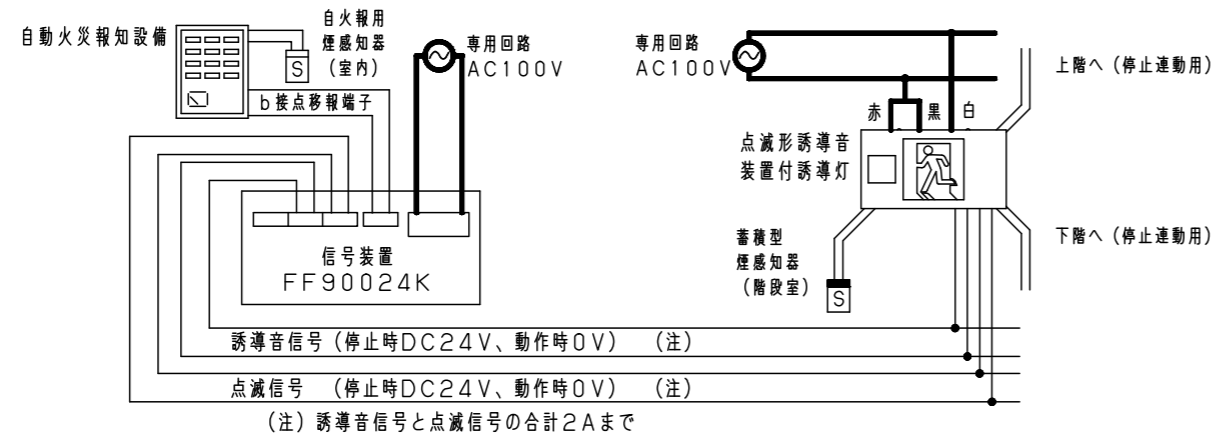 自動火災報知設備
自火報用
煙感知器
（室内）
S
b接点移報端子
専用回路
AC100V
信号装置
FF90024K
専用回路
AC100V
赤
黒
白
点滅形誘導音
装置付誘導灯
上階へ（停止連動用）
下階へ（停止連動用）
蓄積型
煙感知器
（階段室）
S
誘導音信号（停止時DC24V、動作時0V）　（注）
点滅信号　（停止時DC24V、動作時0V）　（注）
（注）誘導音信号と点滅信号の合計2Aまで